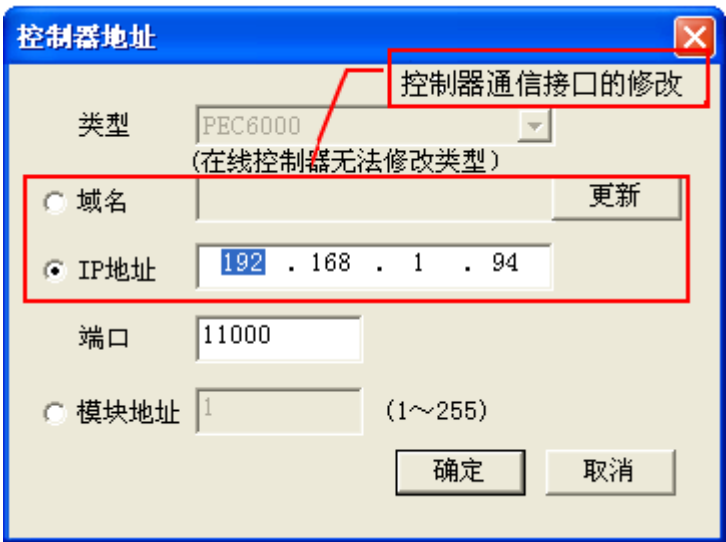 控制器地址
控制器通信接口的修改
类型 PEC6000
(在线控制器无法修改类型)
域名 更新
IP地址 192 . 168 . 1 . 94
端口 11000
模块地址 1 (1～255)
确定 取消